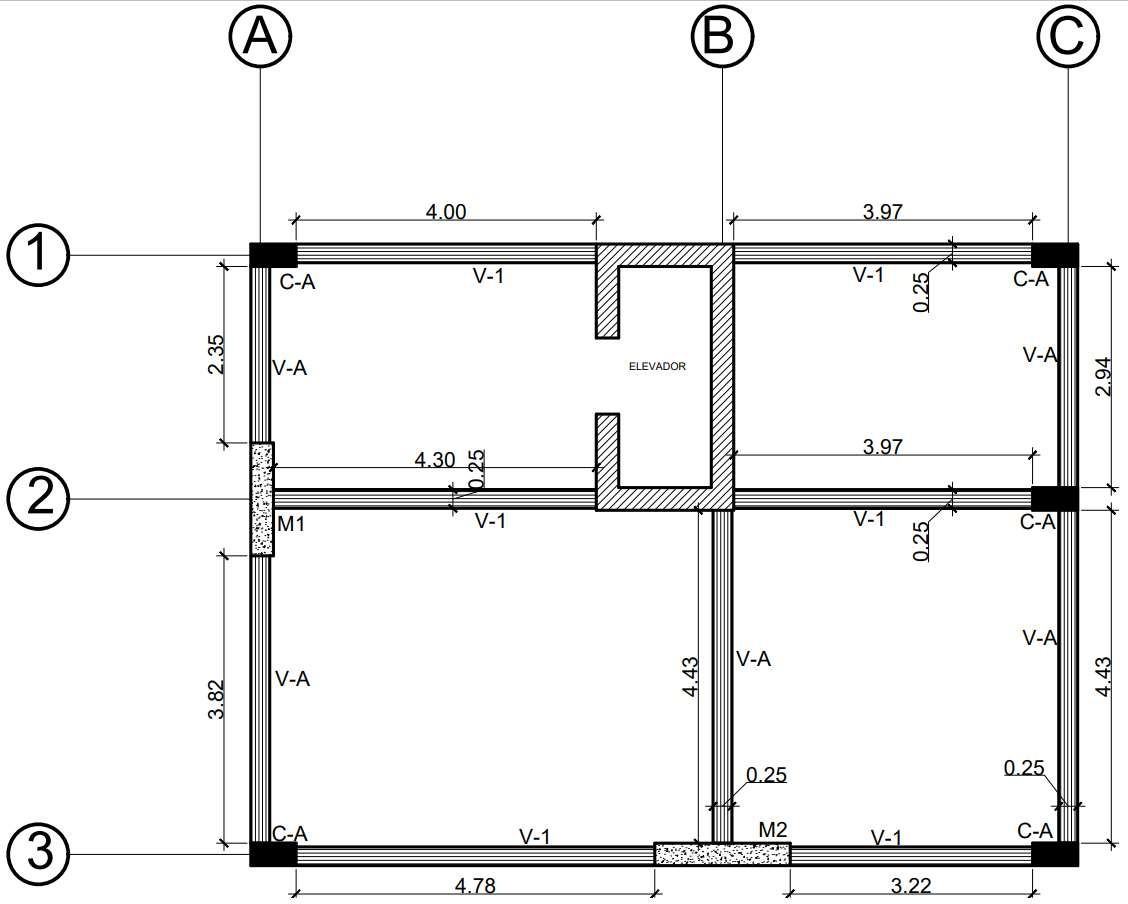 A
B
C
4.00
3.97
1
C-A
V-1
V-1
0.25
C-A
2.35
V-A
ELEVADOR
V-A
2.94
4.30
0.25
3.97
2
M1
V-1
V-1
0.25
C-A
3.82
V-A
4.43
V-A
V-A
4.43
0.25
0.25
3
C-A
V-1
M2
V-1
C-A
4.78
3.22